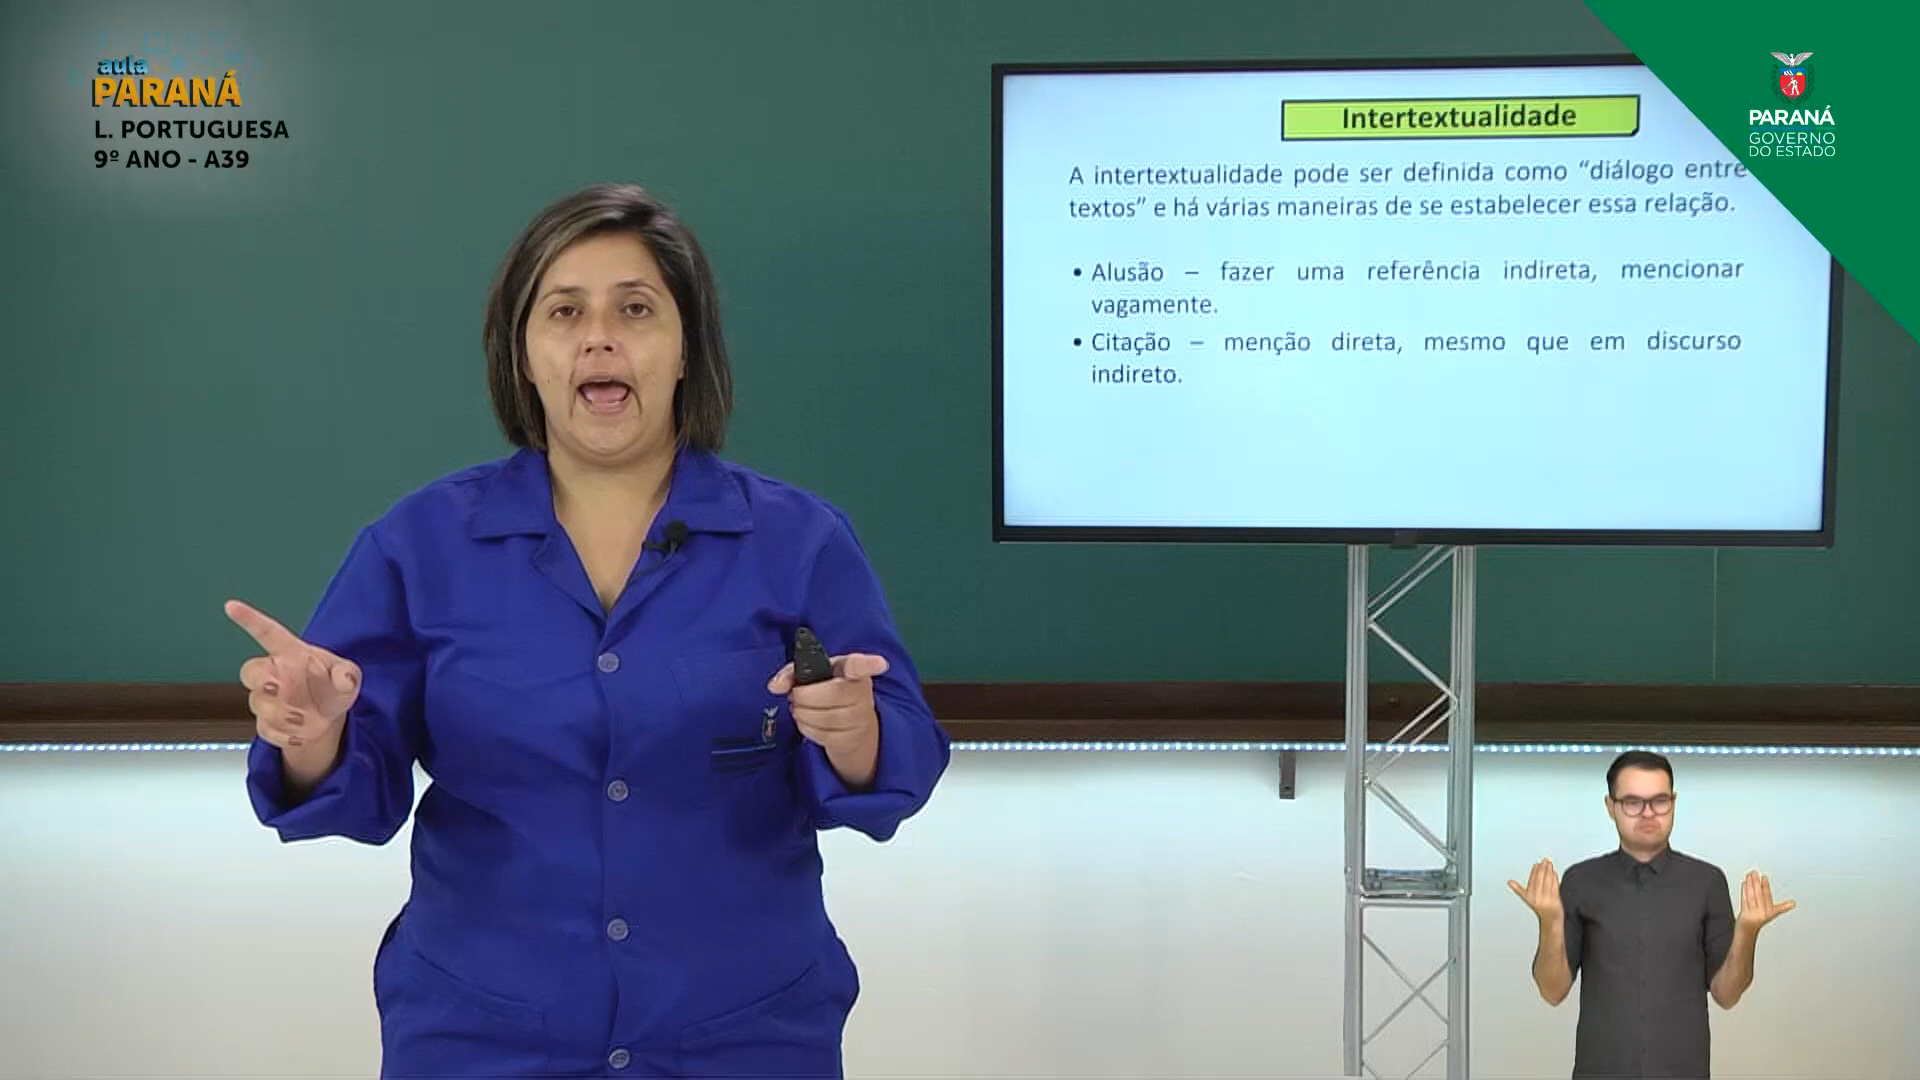 aula
PARANÁ
L. PORTUGUESA
9º ANO - A39
Intertextualidade
A intertextualidade pode ser definida como “diálogo entre
textos” e há várias maneiras de se estabelecer essa relação.
• Alusão – fazer uma referência indireta, mencionar
vagamente.
• Citação – menção direta, mesmo que em discurso
indireto.
PARANÁ
GOVERNO
DO ESTADO